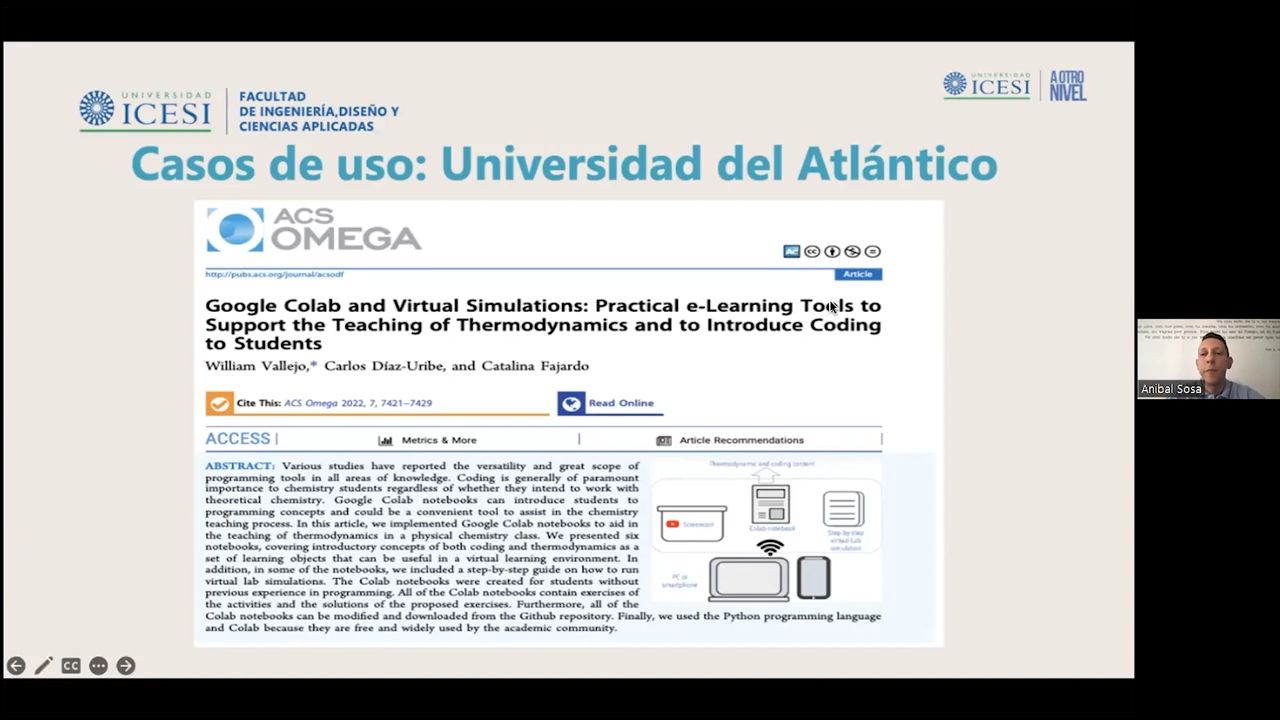 UNIVERSIDAD
ICESI
FACULTAD
DE INGENIERÍA,DISEÑO Y
CIENCIAS APLICADAS
UNIVERSIDAD
ICESI
A OTRO
NIVEL
Casos de uso: Universidad del Atlántico
ACS
OMEGA
http://pubs.acs.org/journal/acsodf
Article
Google Colab and Virtual Simulations: Practical e-Learning Tools to
Support the Teaching of Thermodynamics and to Introduce Coding
to Students
William Vallejo,* Carlos Díaz-Uribe, and Catalina Fajardo
Cite This: ACS Omega 2022, 7, 7421–7429
Read Online
ACCESS
Metrics & More
Article Recommendations
ABSTRACT: Various studies have reported the versatility and great scope of
programming tools in all areas of knowledge. Coding is generally of paramount
importance to chemistry students regardless of whether they intend to work with
theoretical chemistry. Google Colab notebooks can introduce students to
programming concepts and could be a convenient tool to assist in the chemistry
teaching process. In this article, we implemented Google Colab notebooks to aid in
the teaching of thermodynamics in a physical chemistry class. We presented six
notebooks, covering introductory concepts of both coding and thermodynamics as a
set of learning objects that can be useful in a virtual learning environment. In
addition, in some of the notebooks, we included a step-by-step guide on how to run
virtual lab simulations. The Colab notebooks were created for students without
previous experience in programming. All of the Colab notebooks contain exercises of
the activities and the solutions of the proposed exercises. Furthermore, all of the
Colab notebooks can be modified and downloaded from the Github repository. Finally, we used the Python programming language
and Colab because they are free and widely used by the academic community.
Thermodynamic and coding content
Screencast
Colab notebook
Step by step
virtual Lab
simulation
PC or
smartphone
CC
Anibal Sosa